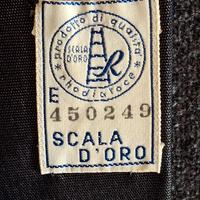 prodotto di qualità
SCALA
D'ORO
R
rhodiatoce
E
450249
SCALA
D'ORO